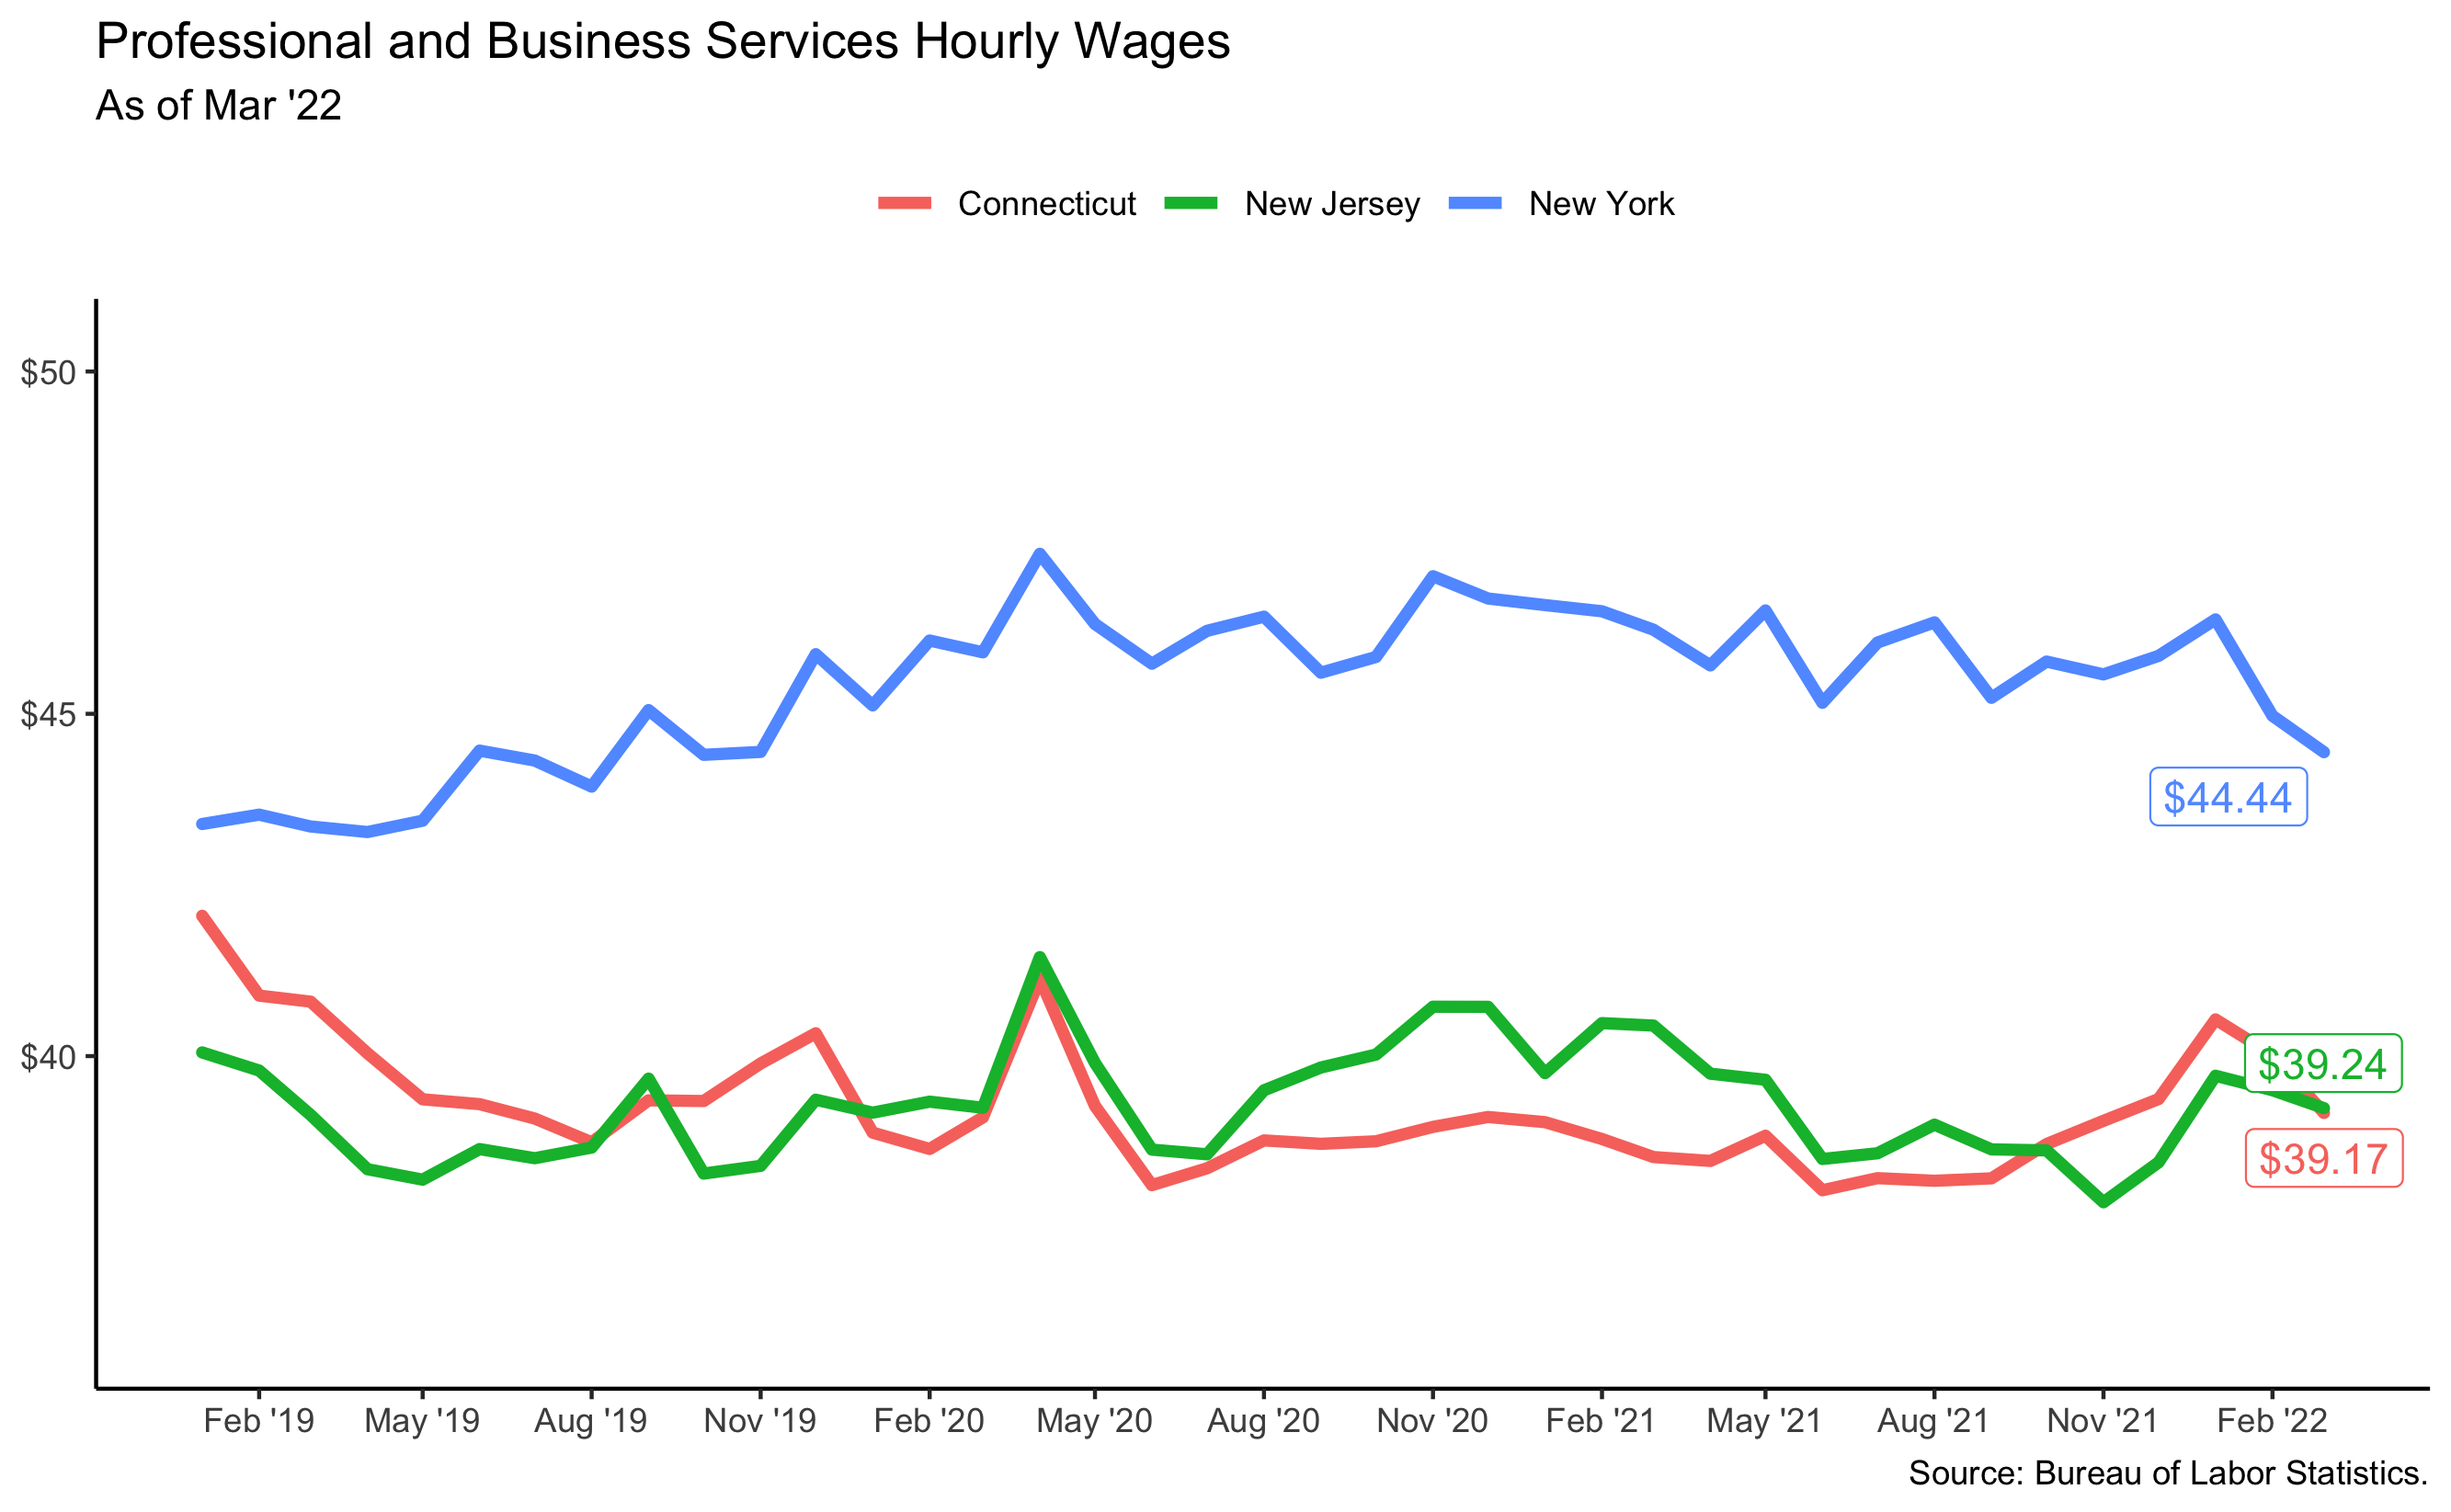 Professional and Business Services Hourly Wages
As of Mar '22
Connecticut New Jersey New York
$50
$45
$40
$44.44
$39.24
$39.17
Feb '19 May '19 Aug '19 Nov '19 Feb '20 May '20 Aug '20 Nov '20 Feb '21 May '21 Aug '21 Nov '21 Feb '22
Source: Bureau of Labor Statistics.